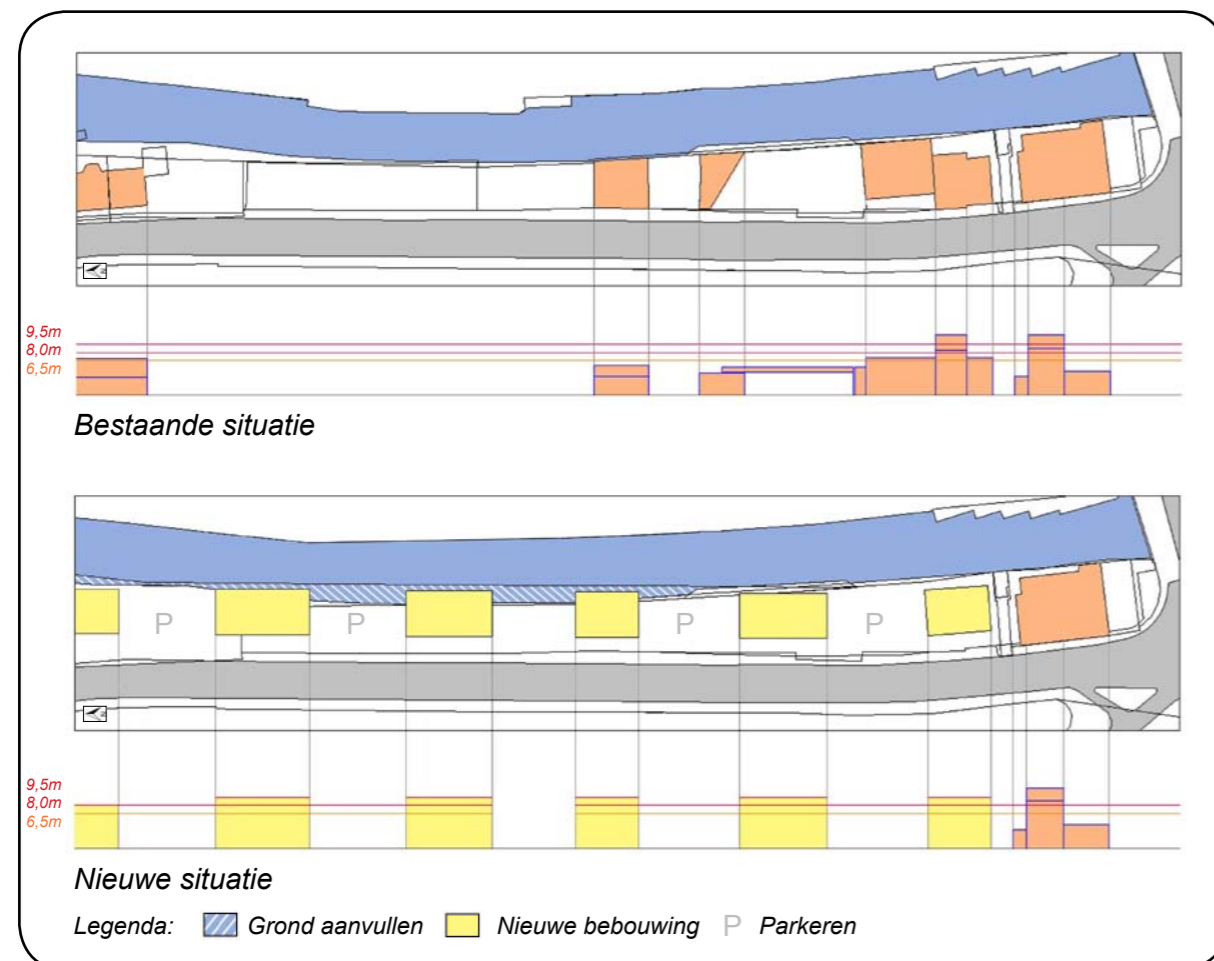 9,5m
8,0m
6,5m
Bestaande situatie
P P P P
9,5m
8,0m
6,5m
Nieuwe situatie
Legenda: Grond aanvullen Nieuwe bebouwing P Parkeren